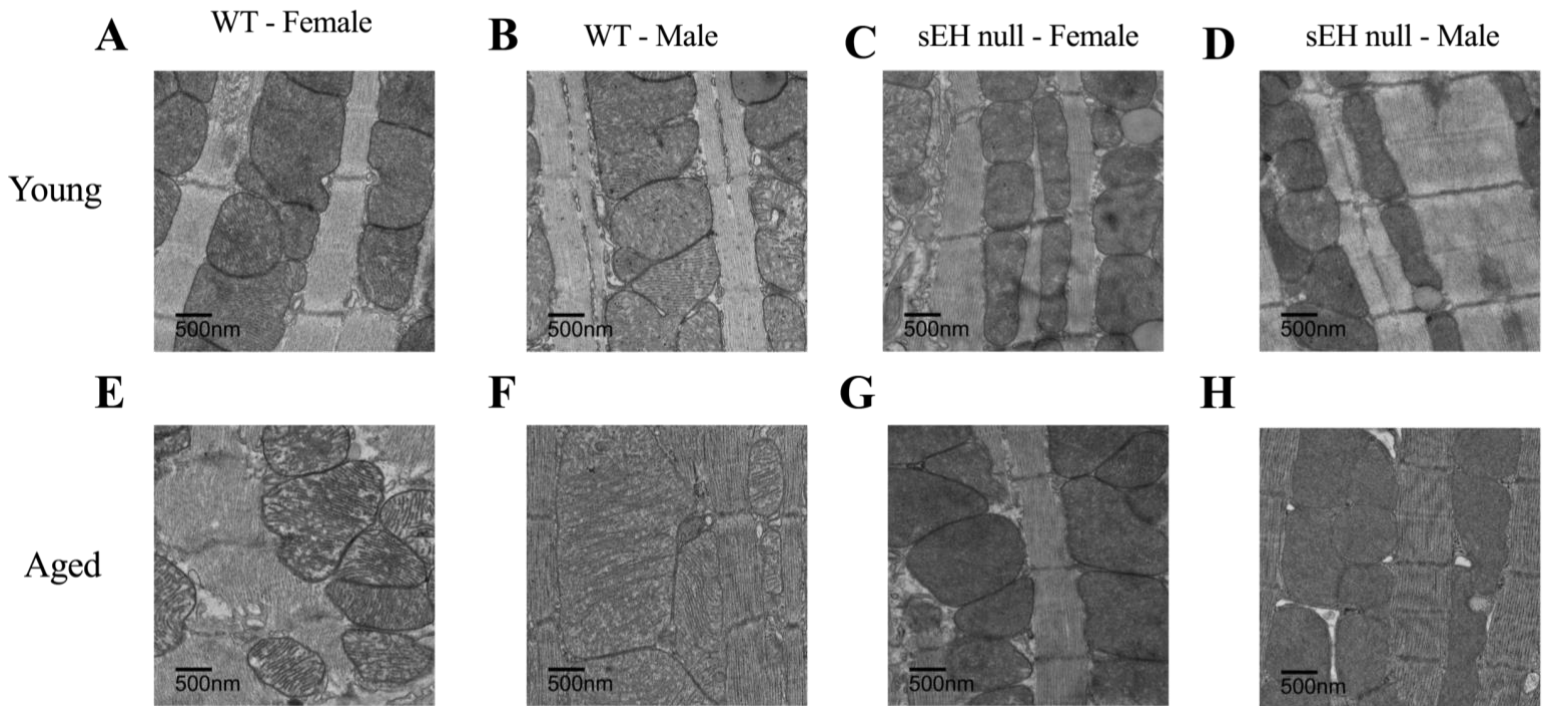 A
WT - Female
B
WT - Male
C
sEH null - Female
D
sEH null - Male
Young
500nm
500nm
500nm
500nm
E
F
G
H
Aged
500nm
500nm
500nm
500nm